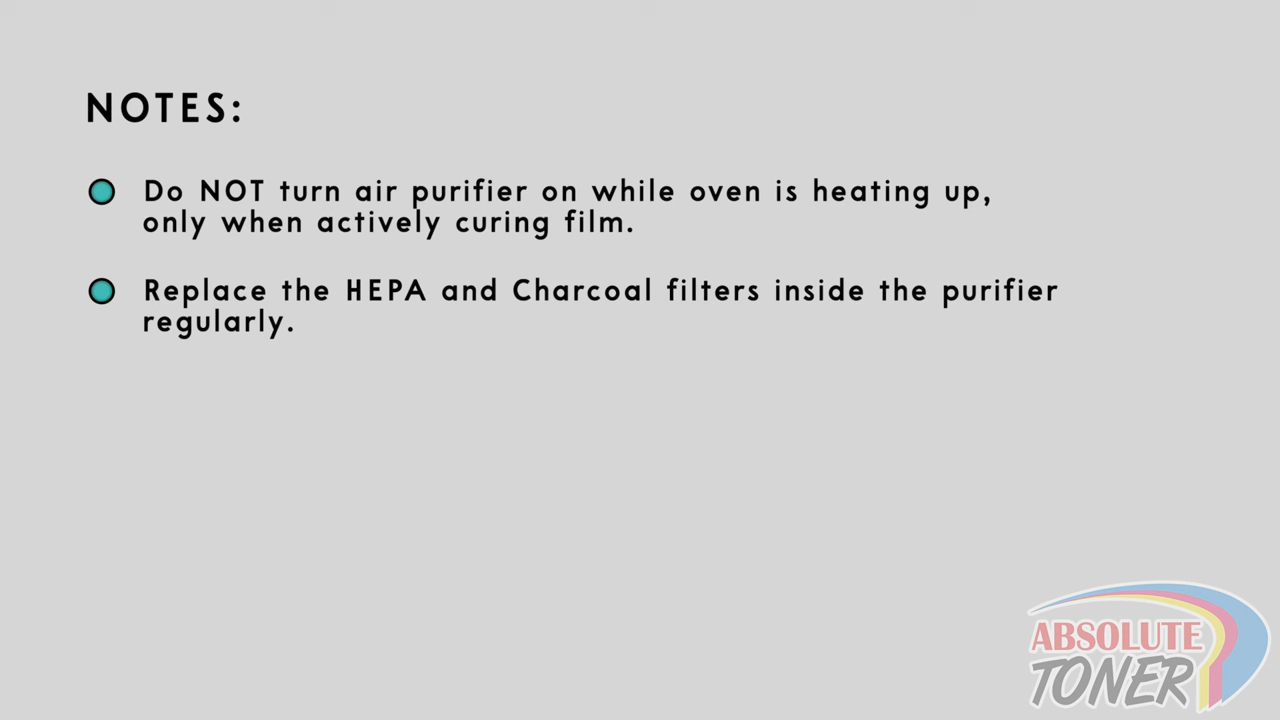 NOTES:
Do NOT turn air purifier on while oven is heating up,
only when actively curing film.
Replace the HEPA and Charcoal filters inside the purifier
regularly.
ABSOLUTE
TONER